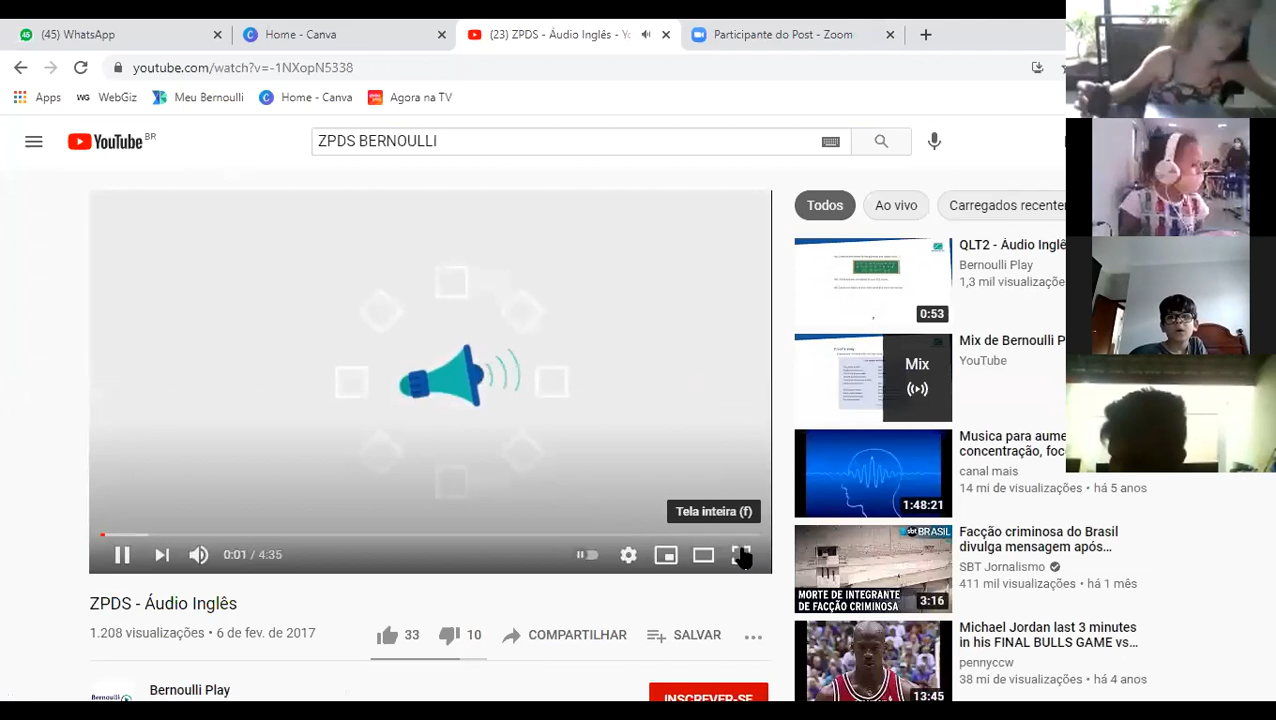 (45) WhatsApp
Home - Canva
(23) ZPDS - Áudio Inglês - Yo
Participante do Post - Zoom
youtube.com/watch?v=-1NXopN5338
Apps
WG WebGiz
Meu Bernoulli
Home - Canva
Agora na TV
YouTube BR
ZPDS BERNOULLI
Todos
Ao vivo
Carregados recenten
QLT2 - Áudio Inglê
Bernoulli Play
1,3 mil visualizaçõe
0:53
Mix de Bernoulli P
YouTube
Mix
Musica para aume
concentração, foc
canal mais
14 mi de visualizações • há 5 anos
1:48:21
Tela inteira (f)
0:01 / 4:35
Facção criminosa do Brasil
divulga mensagem após…
SBT Jornalismo
411 mil visualizações • há 1 mês
sbt BRASIL
MORTE DE INTEGRANTE
DE FACÇÃO CRIMINOSA
3:16
ZPDS - Áudio Inglês
1.208 visualizações • 6 de fev. de 2017
33
10
COMPARTILHAR
SALVAR
Michael Jordan last 3 minutes
in his FINAL BULLS GAME vs…
pennyccw
38 mi de visualizações • há 4 anos
13:45
Bernoulli
Bernoulli Play
INSCREVER-SE